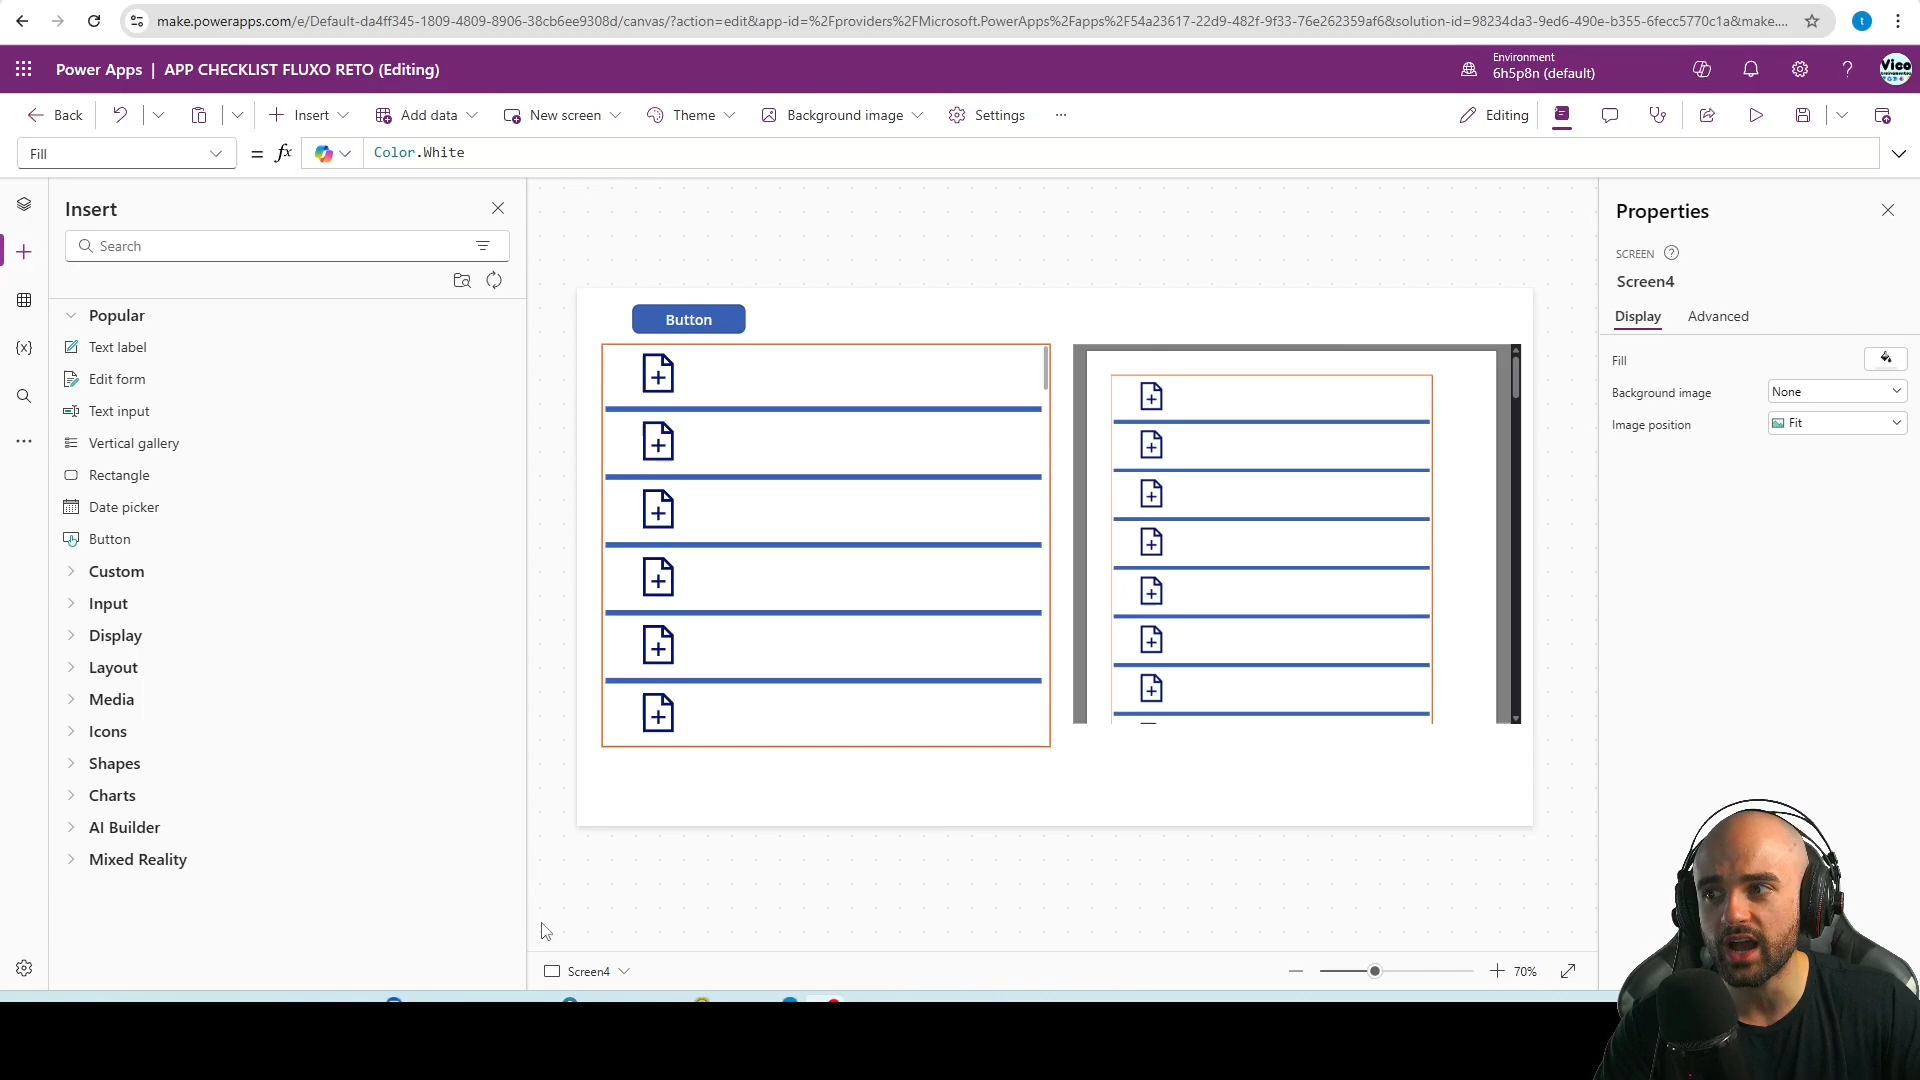 make.powerapps.com/e/Default-da4ff345-1809-4809-8906-38cb6ee9308d/canvas/?action=edit&app-id=%2Fproviders%2FMicrosoft.PowerApps%2Fapps%2F54a23617-22d9-482f-9f33-76e262359af6&solution-id=98234da3-9ed6-490e-b355-6fecc5770c1a&make....
t
Power Apps | APP CHECKLIST FLUXO RETO (Editing)
Environment
6h5p8n (default)
Vico
Back
Insert
Add data
New screen
Theme
Background image
Settings
...
Editing
Fill
= fx
Color.White
Insert
Search
Popular
Text label
Edit form
Text input
Vertical gallery
Rectangle
Date picker
Button
Custom
Input
Display
Layout
Media
Icons
Shapes
Charts
AI Builder
Mixed Reality
Button
Screen4
70%
Properties
SCREEN
Screen4
Display
Advanced
Fill
Background image
None
Image position
Fit